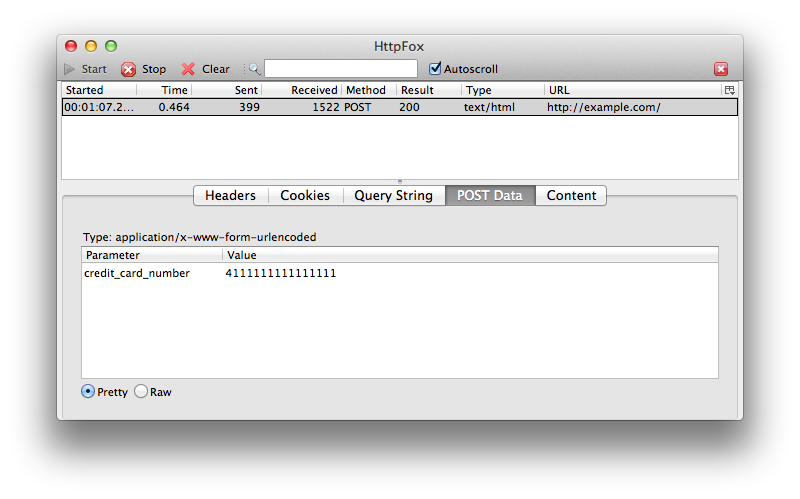 HttpFox
Start Stop Clear Autoscroll
Started Time Sent Received Method Result Type URL
00:01:07.2... 0.464 399 1522 POST 200 text/html http://example.com/
Headers Cookies Query String POST Data Content
Type: application/x-www-form-urlencoded
Parameter Value
credit_card_number 4111111111111111
Pretty Raw